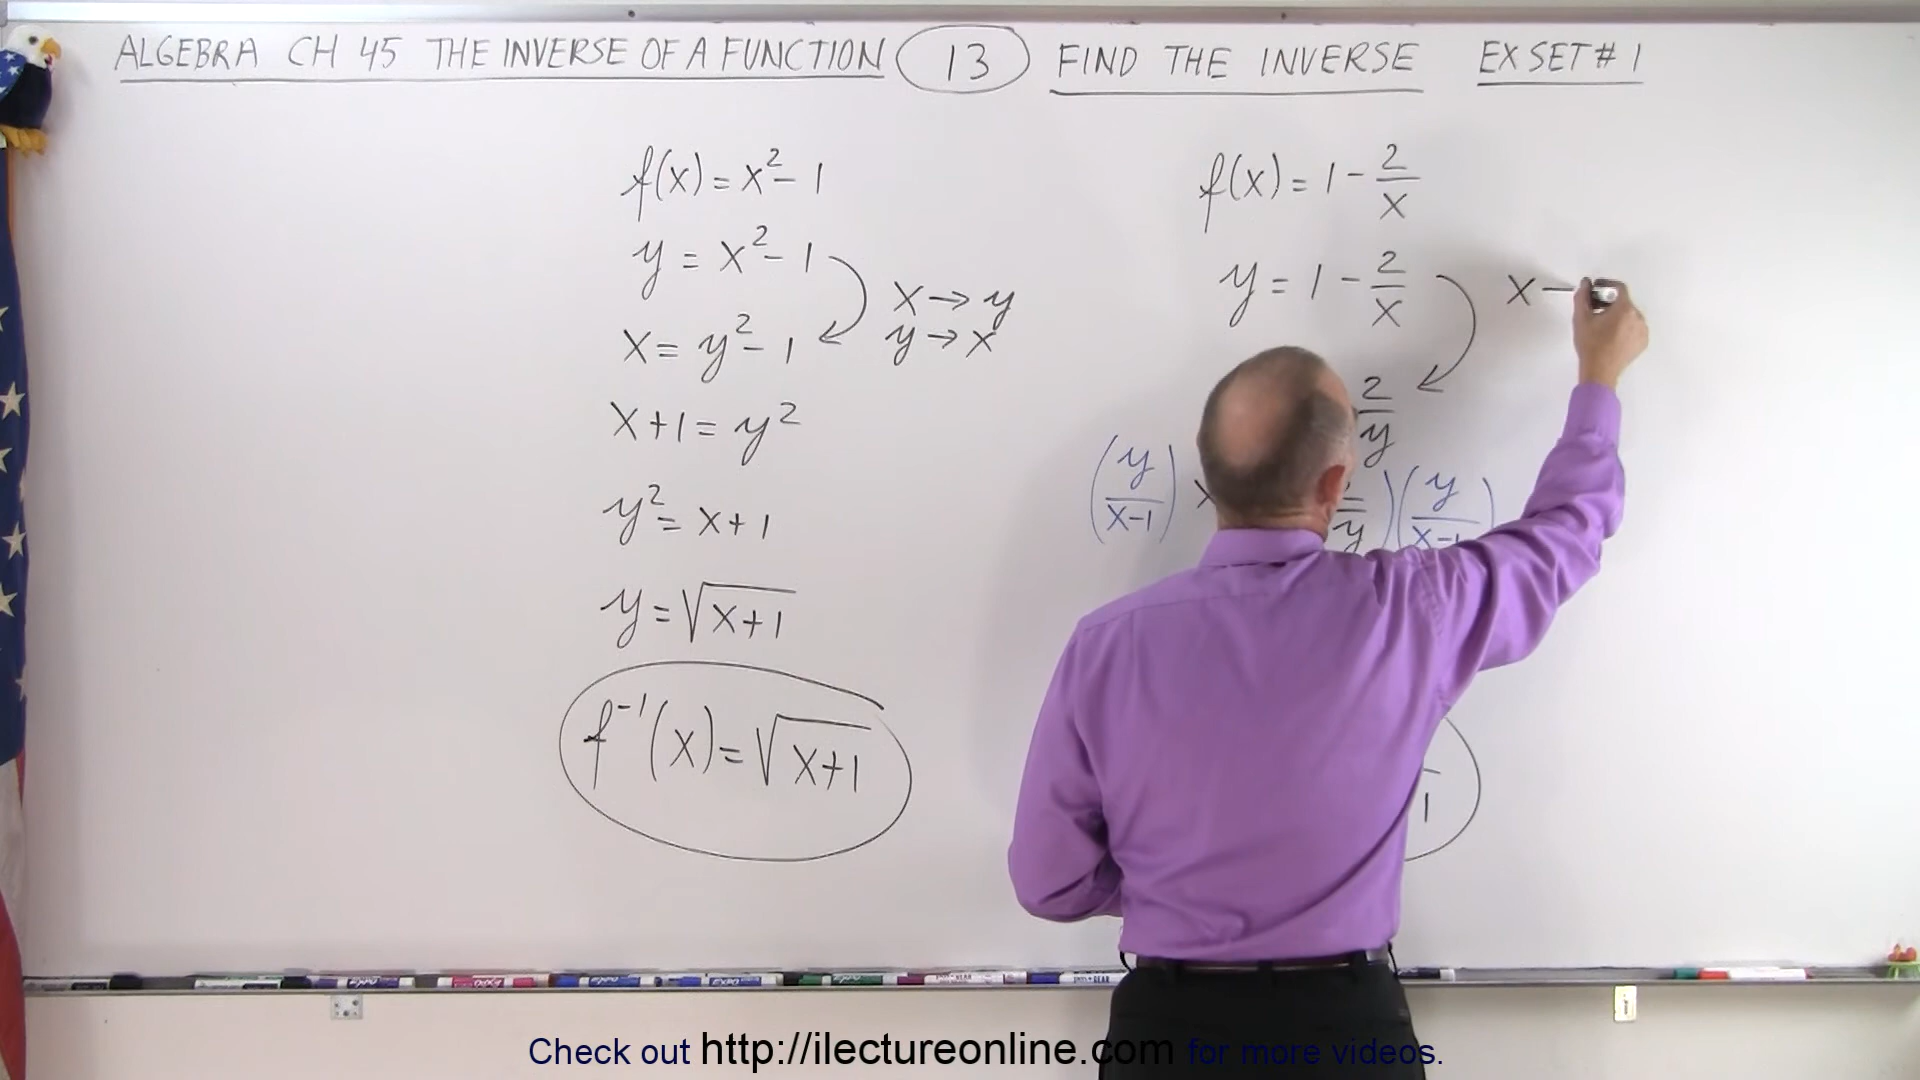 ALGEBRA CH 45 THE INVERSE OF A FUNCTION 13 FIND THE INVERSE EX SET # 1
f(x) = x² - 1
y = x² - 1
x = y² - 1
x → y
y → x
x + 1 = y²
y² = x + 1
y = √(x+1)
f⁻¹(x) = √(x+1)
f(x) = 1 - 2/x
y = 1 - 2/x
x -
2/y
(y/(x-1)) x /y) (y/(x-1)
1
Check out http://ilectureonline.com for more videos.